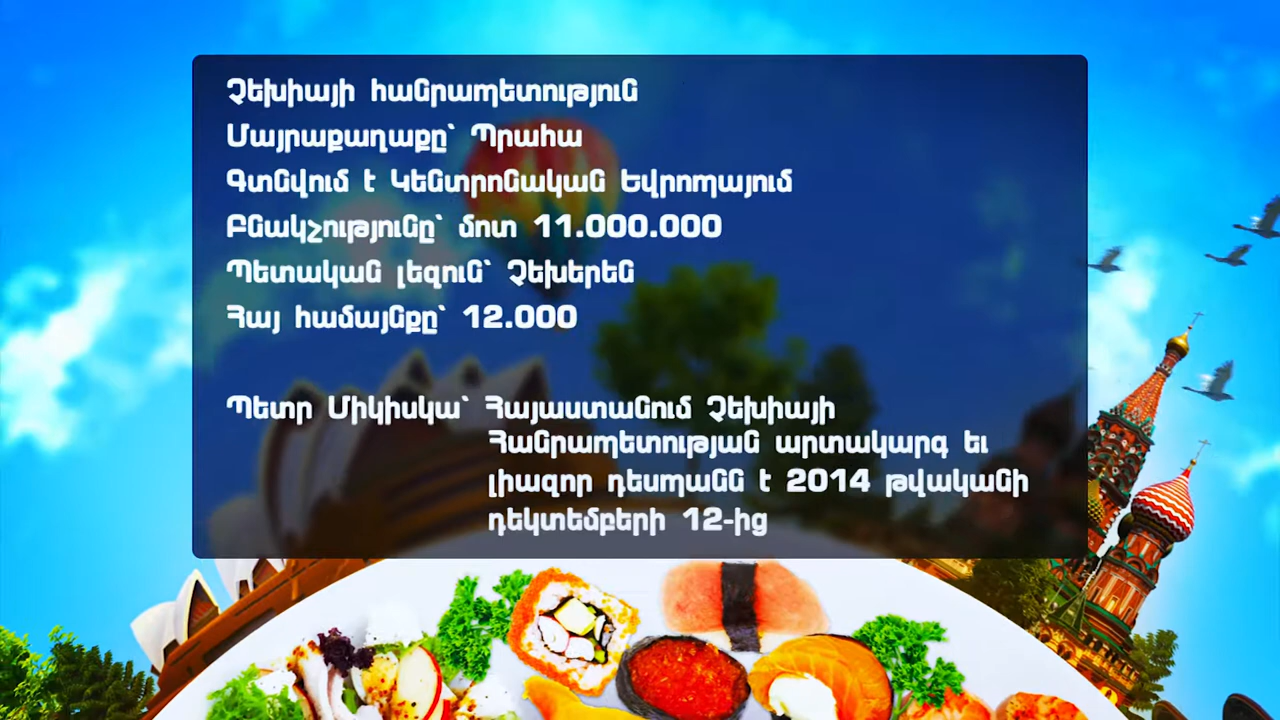 Չեխիայի հանրապետություն
Մայրաքաղաքը՝ Պրահա
Գտնվում է Կենտրոնական Եվրոպայում
Բնակչությունը՝ մոտ 11.000.000
Պետական լեզուն՝ Չեխերեն
Հայ համայնքը՝ 12.000
Պետր Միկիսկա՝ Հայաստանում Չեխիայի
Հանրապետության արտակարգ եւ
լիազոր դեսպանն է 2014 թվականի
դեկտեմբերի 12-ից